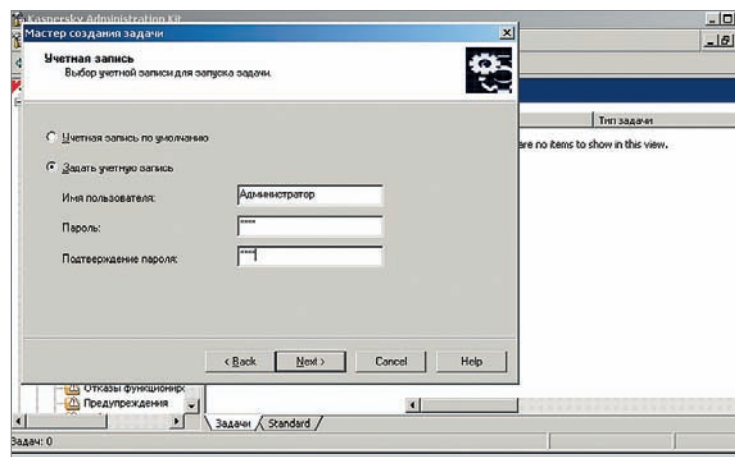 Kaspersky Administration Kit
Мастер создания задачи
Учетная запись
Выбор учетной записи для запуска задачи.
Учетная запись по умолчанию
Задать учетную запись
Имя пользователя:
Администратор
Пароль:
****
Подтверждение пароля:
****
< Back
Next >
Cancel
Help
Тип задачи
are no items to show in this view.
Отказы функциониро
Предупреждения
Задачи
Standard
Задач: 0